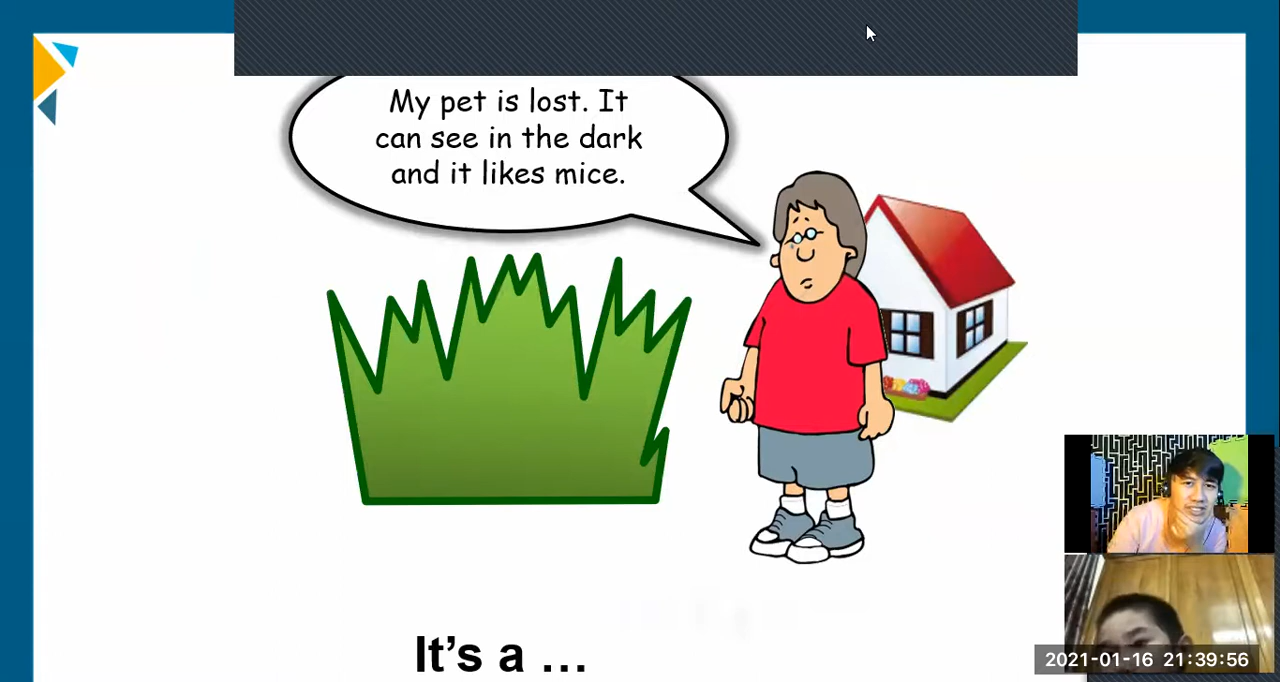 My pet is lost. It
can see in the dark
and it likes mice.
It's a ...
2021-01-16 21:39:56